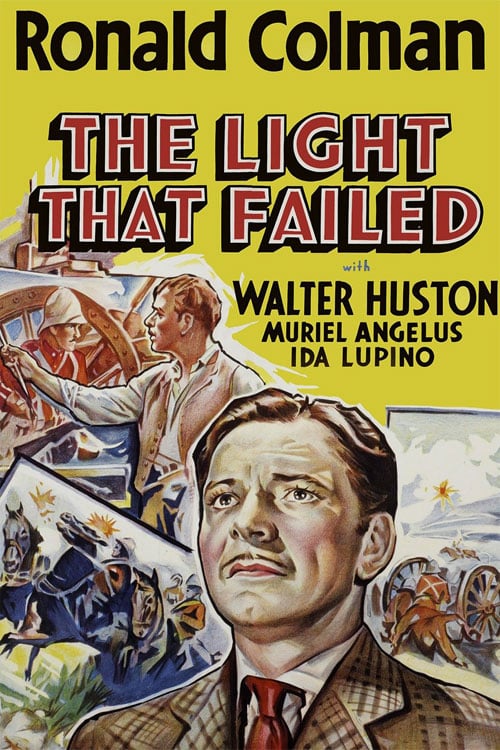 Ronald Colman
THE LIGHT
THAT FAILED
with
WALTER HUSTON
MURIEL ANGELUS
IDA LUPINO